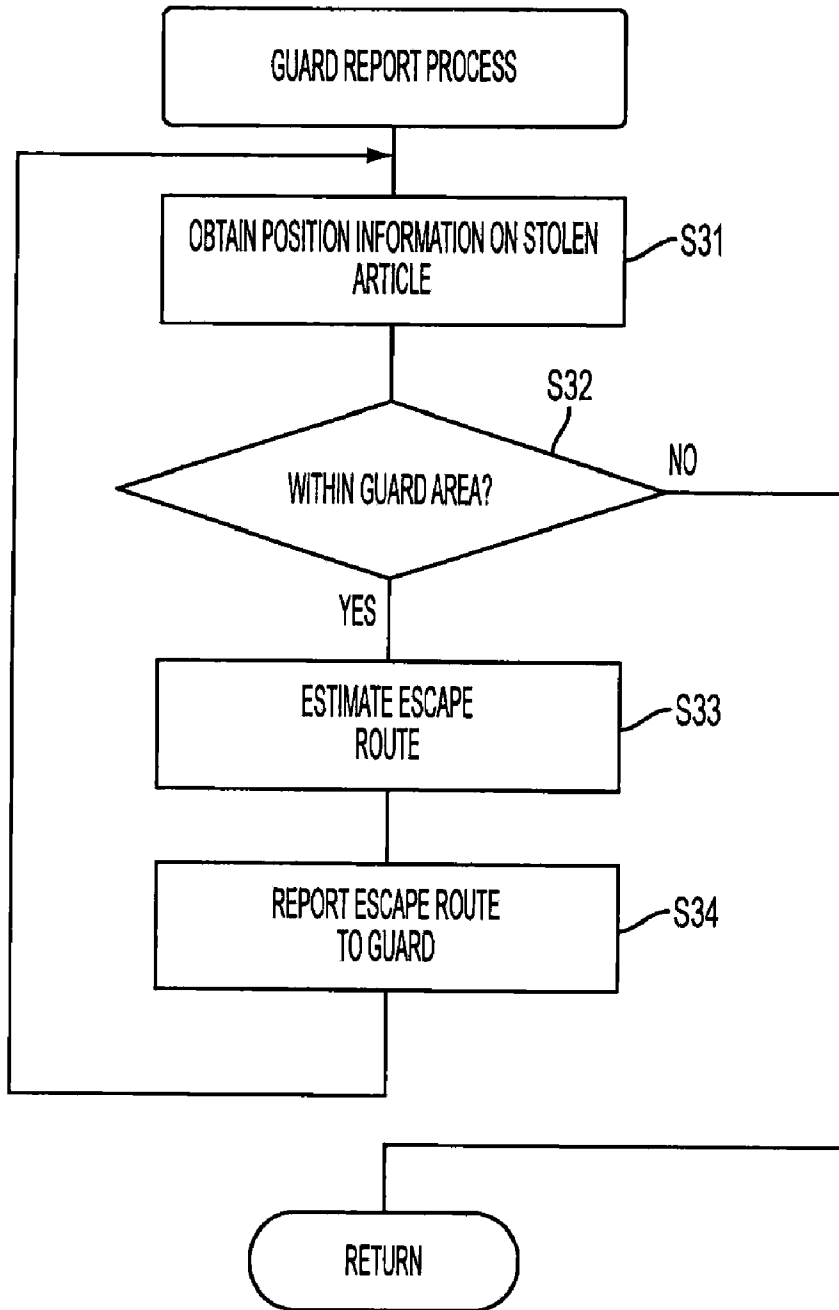 GUARD REPORT PROCESS
OBTAIN POSITION INFORMATION ON STOLEN
ARTICLE
S31
S32
WITHIN GUARD AREA?
NO
YES
ESTIMATE ESCAPE
ROUTE
S33
REPORT ESCAPE ROUTE
TO GUARD
S34
RETURN